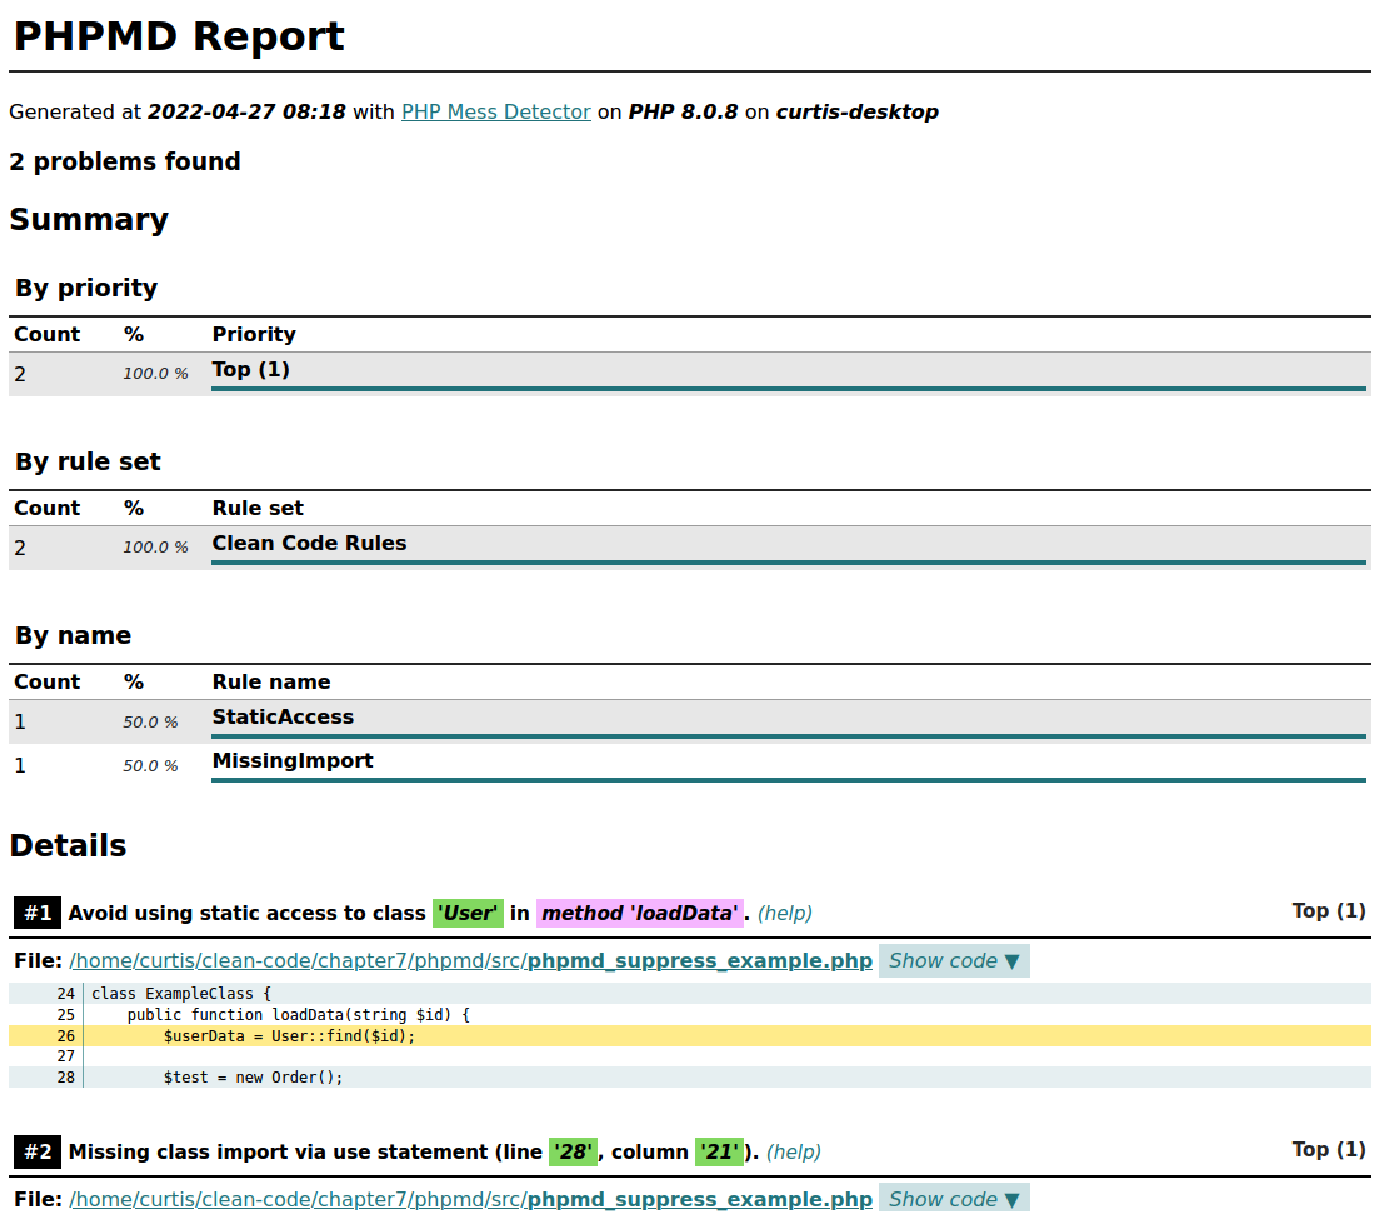 PHPMD Report
Generated at 2022-04-27 08:18 with PHP Mess Detector on PHP 8.0.8 on curtis-desktop
2 problems found
Summary
By priority
Count % Priority
2 100.0 % Top (1)
By rule set
Count % Rule set
2 100.0 % Clean Code Rules
By name
Count % Rule name
1 50.0 % StaticAccess
1 50.0 % MissingImport
Details
#1 Avoid using static access to class 'User' in method 'loadData'. (help) Top (1)
File: /home/curtis/clean-code/chapter7/phpmd/src/phpmd_suppress_example.php Show code ▼
24 class ExampleClass {
25 public function loadData(string $id) {
26 $userData = User::find($id);
27
28 $test = new Order();
#2 Missing class import via use statement (line '28', column '21'). (help) Top (1)
File: /home/curtis/clean-code/chapter7/phpmd/src/phpmd_suppress_example.php Show code ▼